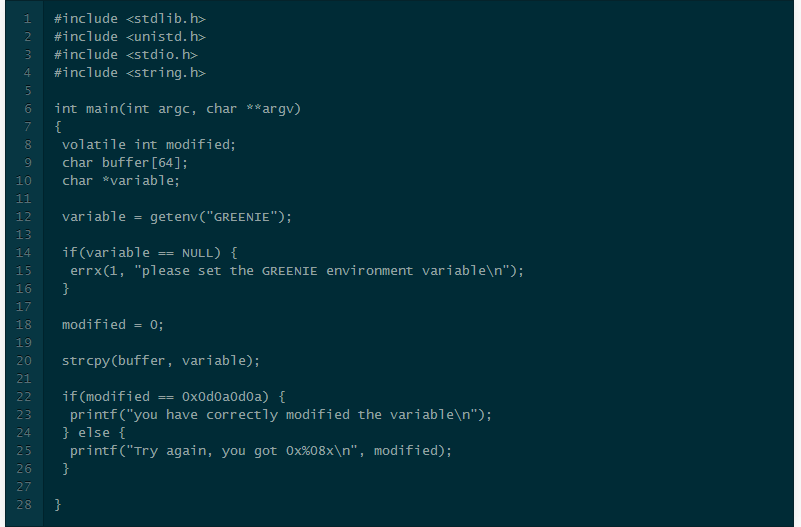 1 #include <stdlib.h>
2 #include <unistd.h>
3 #include <stdio.h>
4 #include <string.h>
5
6 int main(int argc, char **argv)
7 {
8  volatile int modified;
9  char buffer[64];
10  char *variable;
11
12  variable = getenv("GREENIE");
13
14  if(variable == NULL) {
15   errx(1, "please set the GREENIE environment variable\n");
16  }
17
18  modified = 0;
19
20  strcpy(buffer, variable);
21
22  if(modified == 0x0d0a0d0a) {
23   printf("you have correctly modified the variable\n");
24  } else {
25   printf("Try again, you got 0x%08x\n", modified);
26  }
27
28 }